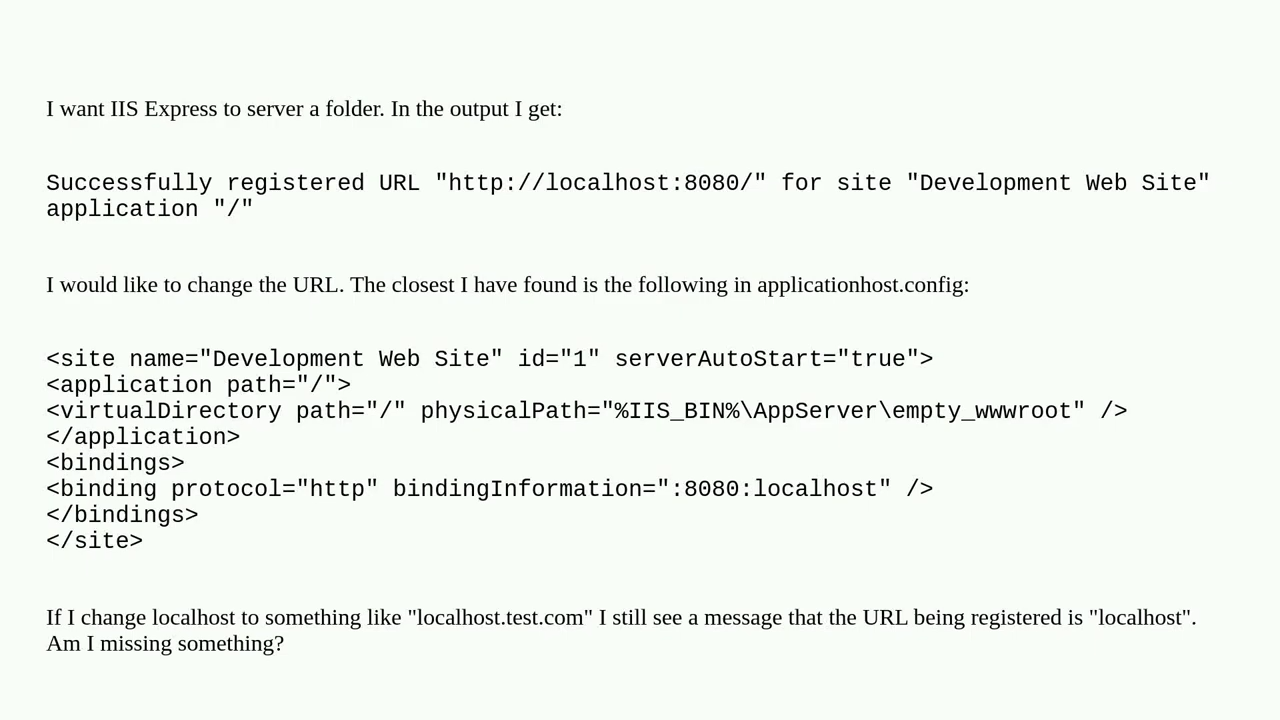 I want IIS Express to server a folder. In the output I get:
Successfully registered URL "http://localhost:8080/" for site "Development Web Site"
application "/"
I would like to change the URL. The closest I have found is the following in applicationhost.config:
<site name="Development Web Site" id="1" serverAutoStart="true">
<application path="/">
<virtualDirectory path="/" physicalPath="%IIS_BIN%\AppServer\empty_wwwroot" />
</application>
<bindings>
<binding protocol="http" bindingInformation=":8080:localhost" />
</bindings>
</site>
If I change localhost to something like "localhost.test.com" I still see a message that the URL being registered is "localhost".
Am I missing something?